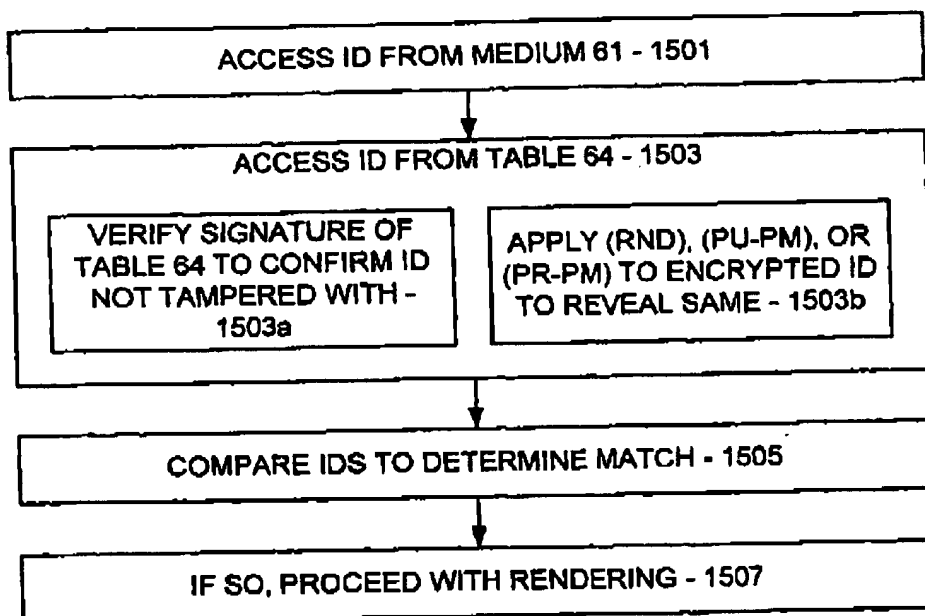 ACCESS ID FROM MEDIUM 61 - 1501
ACCESS ID FROM TABLE 64 - 1503
VERIFY SIGNATURE OF
TABLE 64 TO CONFIRM ID
NOT TAMPERED WITH -
1503a
APPLY (RND), (PU-PM), OR
(PR-PM) TO ENCRYPTED ID
TO REVEAL SAME - 1503b
COMPARE IDS TO DETERMINE MATCH - 1505
IF SO, PROCEED WITH RENDERING - 1507